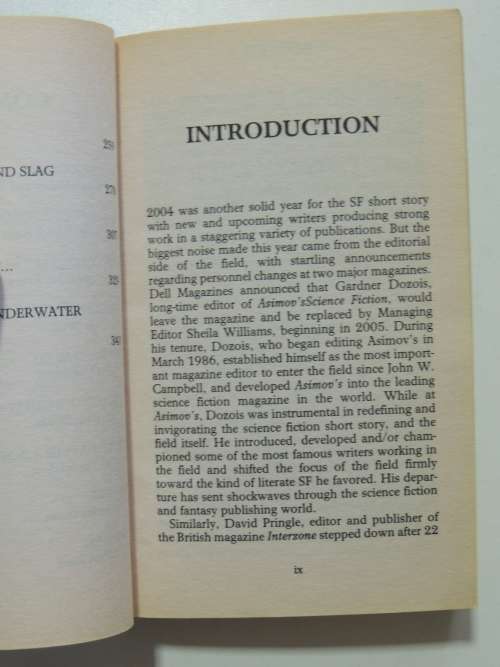 259
ND SLAG
273
307
...
325
NDERWATER
INTRODUCTION
2004 was another solid year for the SF short story
with new and upcoming writers producing strong
work in a staggering variety of publications. But the
biggest noise made this year came from the editorial
side of the field, with startling announcements
regarding personnel changes at two major magazines.
Dell Magazines announced that Gardner Dozois,
long-time editor of Asimov'sScience Fiction, would
leave the magazine and be replaced by Managing
Editor Sheila Williams, beginning in 2005. During
his tenure, Dozois, who began editing Asimov's in
March 1986, established himself as the most import-
ant magazine editor to enter the field since John W.
Campbell, and developed Asimov's into the leading
science fiction magazine in the world. While at
Asimov's, Dozois was instrumental in redefining and
invigorating the science fiction short story, and the
field itself. He introduced, developed and/or cham-
pioned some of the most famous writers working in
the field and shifted the focus of the field firmly
toward the kind of literate SF he favored. His depar-
ture has sent shockwaves through the science fiction
and fantasy publishing world.
Similarly, David Pringle, editor and publisher of
the British magazine Interzone stepped down after 22
ix